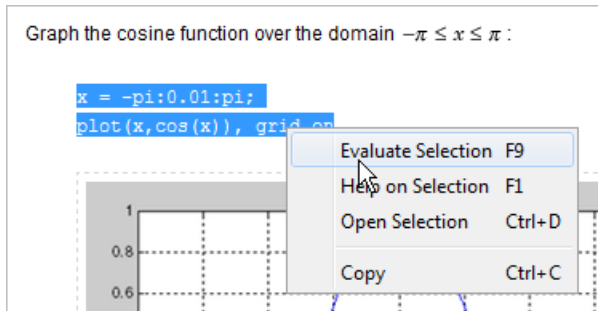 Graph the cosine function over the domain −π ≤ x ≤ π :
x = -pi:0.01:pi;
plot(x,cos(x)), grid on
Evaluate Selection F9
Help on Selection F1
Open Selection Ctrl+D
Copy Ctrl+C
1
0.8
0.6